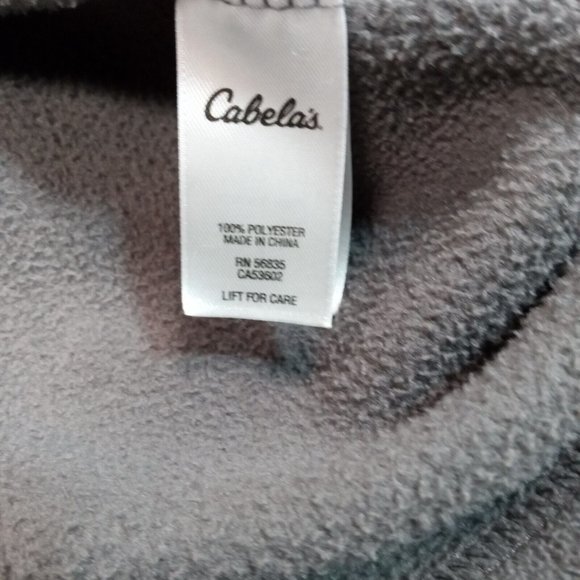 Cabela's
100% POLYESTER
MADE IN CHINA
RN 56835
CA53602
LIFT FOR CARE